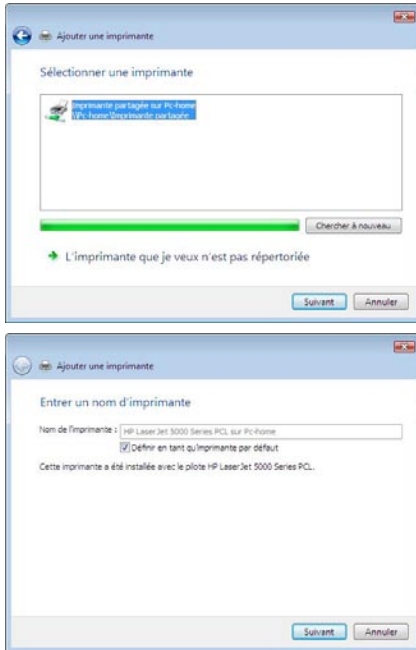 Ajouter une imprimante
Sélectionner une imprimante
Imprimante partagée sur Pc-home
\\Pc-home\Imprimante partagée
Chercher à nouveau
L'imprimante que je veux n'est pas répertoriée
Suivant Annuler
Ajouter une imprimante
Entrer un nom d'imprimante
Nom de l'imprimante : HP LaserJet 5000 Series PCL sur Pc-home
Définir en tant qu'imprimante par défaut
Cette imprimante a été installée avec le pilote HP LaserJet 5000 Series PCL.
Suivant Annuler